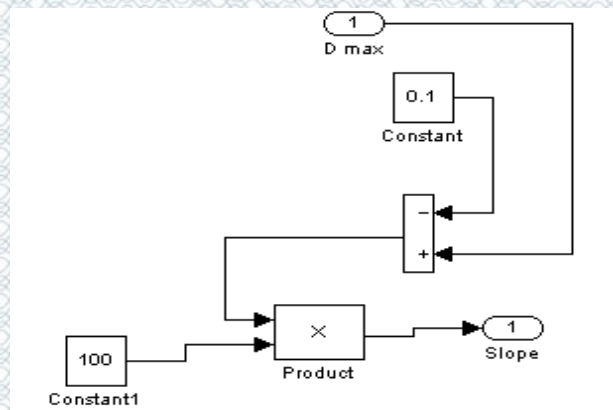 1
D max
0.1
Constant
−
+
×
Product
100
Constant1
1
Slope